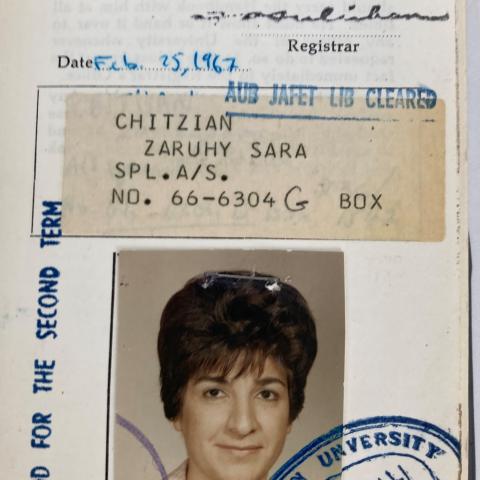 Registrar
Date Feb. 25, 1967
AUB JAFET LIB CLEARED
CHITZIAN
ZARUHY SARA
SPL.A/S.
NO. 66-6304 G BOX
D FOR THE SECOND TERM
N UNVERSITY